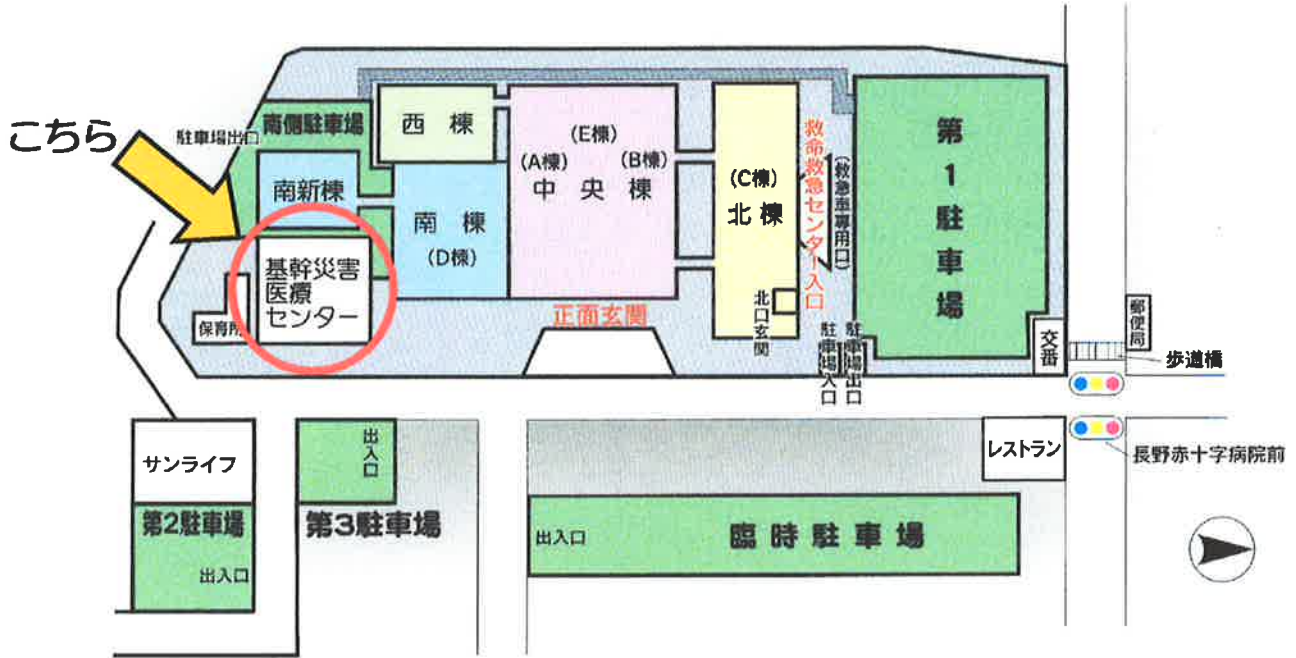 こちら
駐車場出口
南側駐車場
西棟
南新棟
南棟
(D棟)
基幹災害
医療
センター
保育所
(E棟)
(A棟)
(B棟)
中央棟
正面玄関
(C棟)
北棟
北口玄関
救命救急センター入口
(救急車専用口)
駐車場入口
駐車場出口
第1駐車場
交番
郵便局
歩道橋
サンライフ
第2駐車場
出入口
出入口
第3駐車場
出入口
臨時駐車場
レストラン
長野赤十字病院前